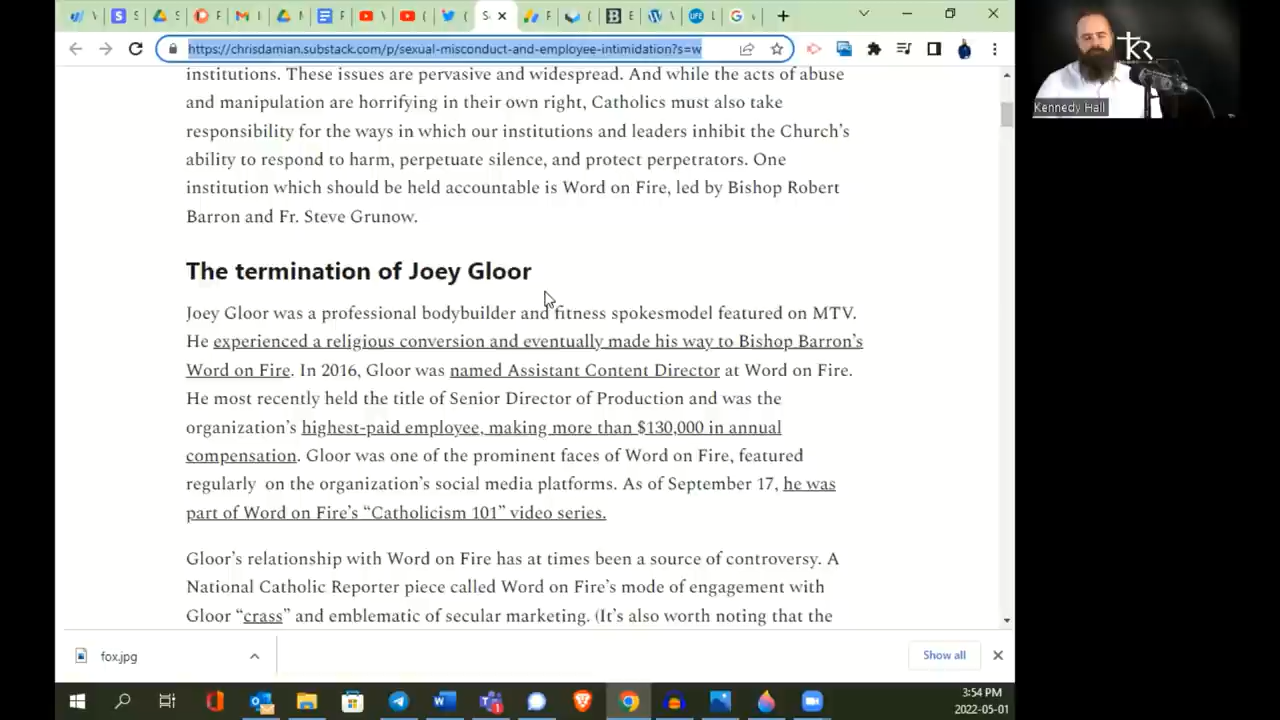 https://chrisdamian.substack.com/p/sexual-misconduct-and-employee-intimidation?s=w
Kennedy Hall
institutions. These issues are pervasive and widespread. And while the acts of abuse
and manipulation are horrifying in their own right, Catholics must also take
responsibility for the ways in which our institutions and leaders inhibit the Church's
ability to respond to harm, perpetuate silence, and protect perpetrators. One
institution which should be held accountable is Word on Fire, led by Bishop Robert
Barron and Fr. Steve Grunow.
The termination of Joey Gloor
Joey Gloor was a professional bodybuilder and fitness spokesmodel featured on MTV.
He experienced a religious conversion and eventually made his way to Bishop Barron's
Word on Fire. In 2016, Gloor was named Assistant Content Director at Word on Fire.
He most recently held the title of Senior Director of Production and was the
organization's highest-paid employee, making more than $130,000 in annual
compensation. Gloor was one of the prominent faces of Word on Fire, featured
regularly on the organization's social media platforms. As of September 17, he was
part of Word on Fire's "Catholicism 101" video series.
Gloor's relationship with Word on Fire has at times been a source of controversy. A
National Catholic Reporter piece called Word on Fire's mode of engagement with
Gloor "crass" and emblematic of secular marketing. (It's also worth noting that the
fox.jpg
Show all
3:54 PM
2022-05-01